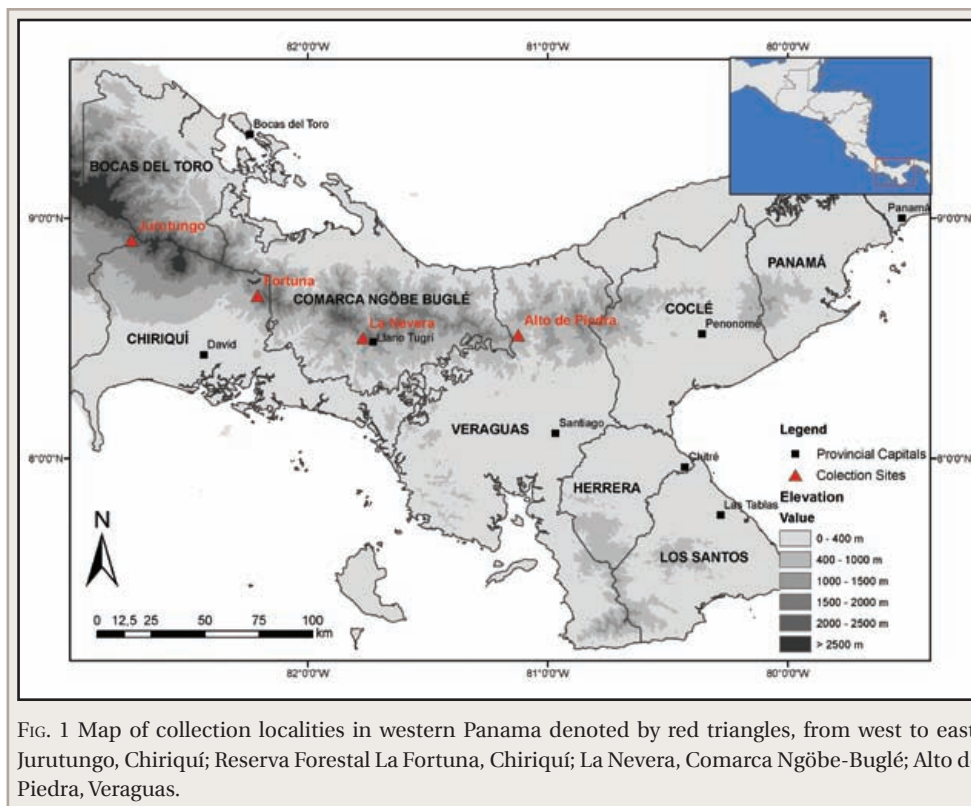 82°0'0"W 81°0'0"W 80°0'0"W
Bocas del Toro
BOCAS DEL TORO
9°0'0"N 9°0'0"N
Panamá
Jurutungo
PANAMÁ
Fortuna
COMARCA NGÖBE BUGLÉ
COCLÉ
La Nevera Alto de Piedra
Llano Tugri Penonomé
CHIRIQUÍ
David
VERAGUAS Santiago
Legend
Provincial Capitals
8°0'0"N Chitré 8°0'0"N
Colection Sites
HERRERA
Elevation
Las Tablas
Value
N
0 - 400 m
LOS SANTOS
400 - 1000 m
1000 - 1500 m
1500 - 2000 m
0 12,5 25 50 75 100
2000 - 2500 m
km
> 2500 m
82°0'0"W 81°0'0"W 80°0'0"W
FIG. 1 Map of collection localities in western Panama denoted by red triangles, from west to east
Jurutungo, Chiriquí; Reserva Forestal La Fortuna, Chiriquí; La Nevera, Comarca Ngöbe-Buglé; Alto d
Piedra, Veraguas.